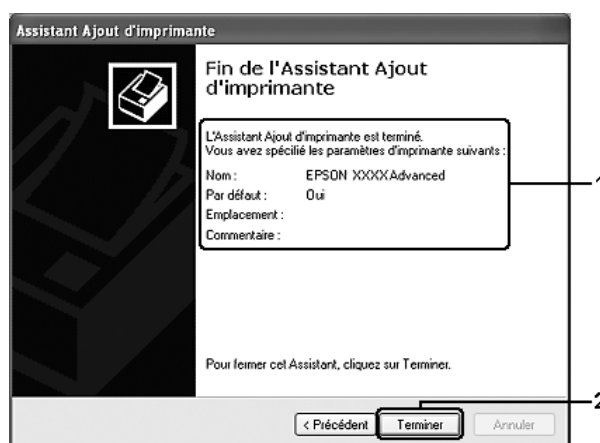 Assistant Ajout d'imprimante
Fin de l'Assistant Ajout
d'imprimante
L'Assistant Ajout d'imprimante est terminé.
Vous avez spécifié les paramètres d'imprimante suivants :
Nom : EPSON XXXX Advanced
Par défaut : Oui
Emplacement :
Commentaire :
1
Pour fermer cet Assistant, cliquez sur Terminer.
2
< Précédent Terminer Annuler